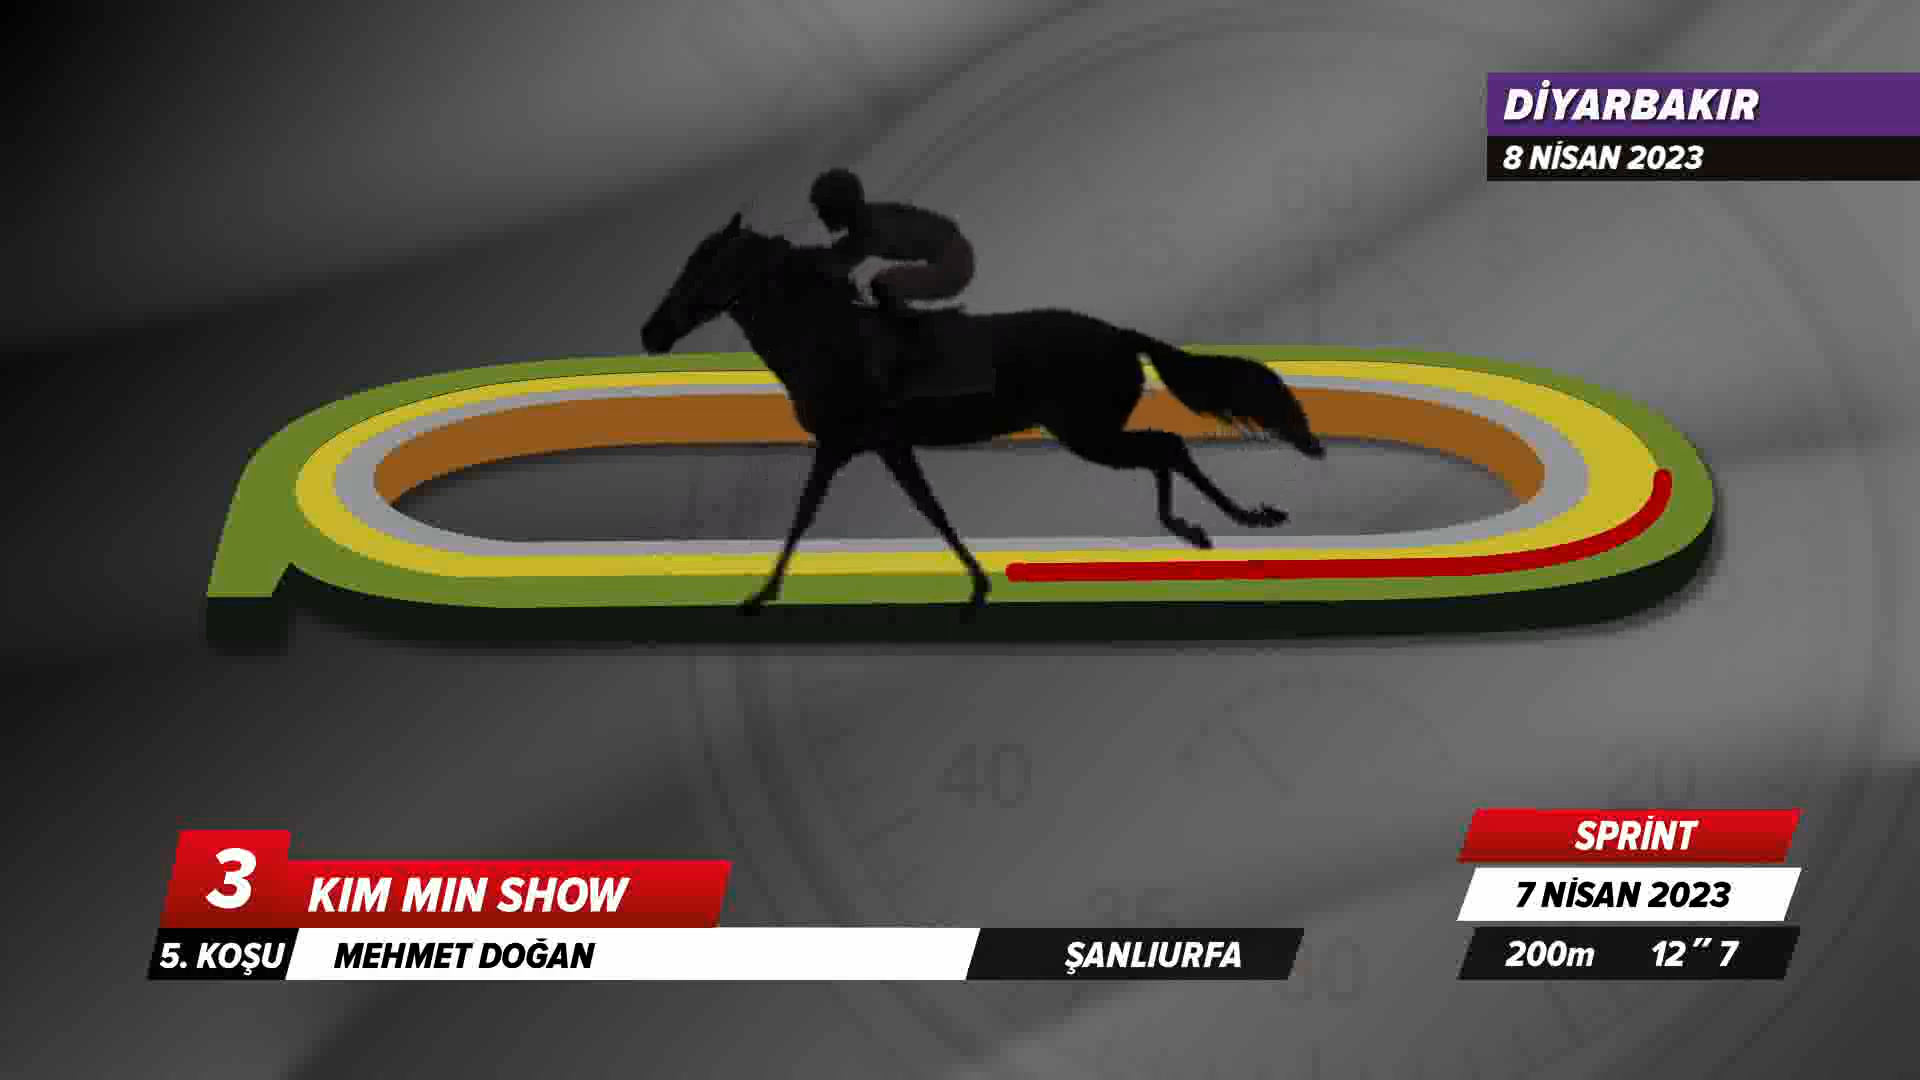 DİYARBAKIR
8 NİSAN 2023
40
3
KIM MIN SHOW
5. KOŞU
MEHMET DOĞAN
ŞANLIURFA
SPRİNT
7 NİSAN 2023
200m 12″7